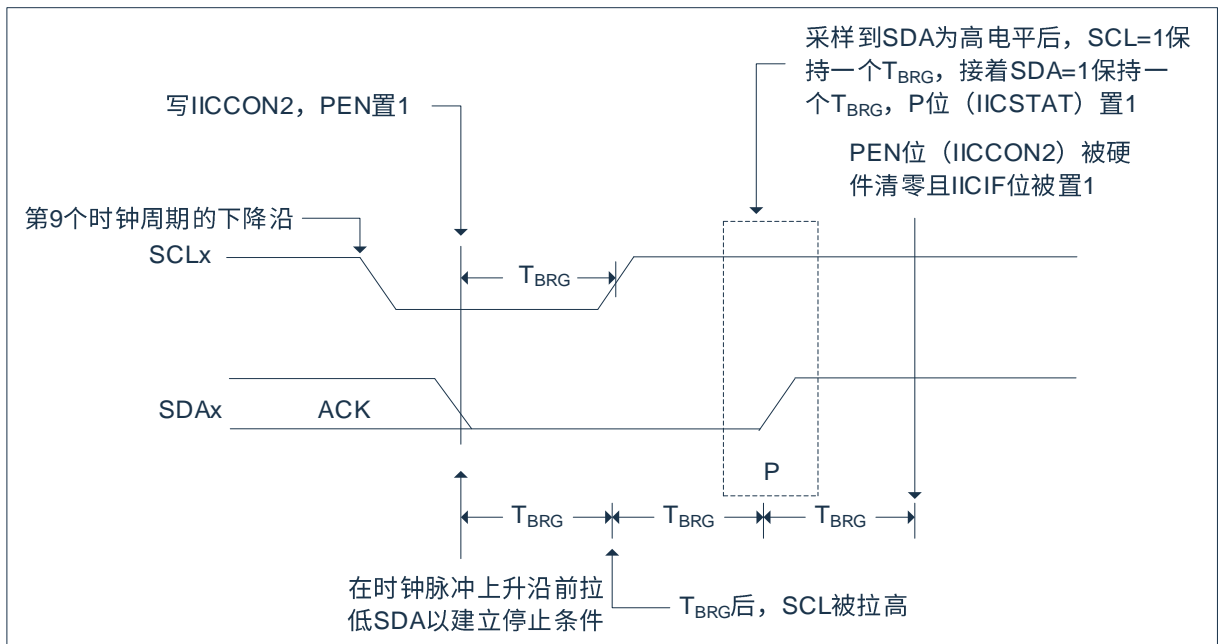 采样到SDA为高电平后，SCL=1保
持一个TBRG，接着SDA=1保持一
个TBRG，P位（IICSTAT）置1
写IICCON2，PEN置1
PEN位（IICCON2）被硬
件清零且IICIF位被置1
第9个时钟周期的下降沿
SCLx
TBRG
SDAx
ACK
P
TBRG
TBRG
TBRG
在时钟脉冲上升沿前拉
低SDA以建立停止条件
TBRG后，SCL被拉高